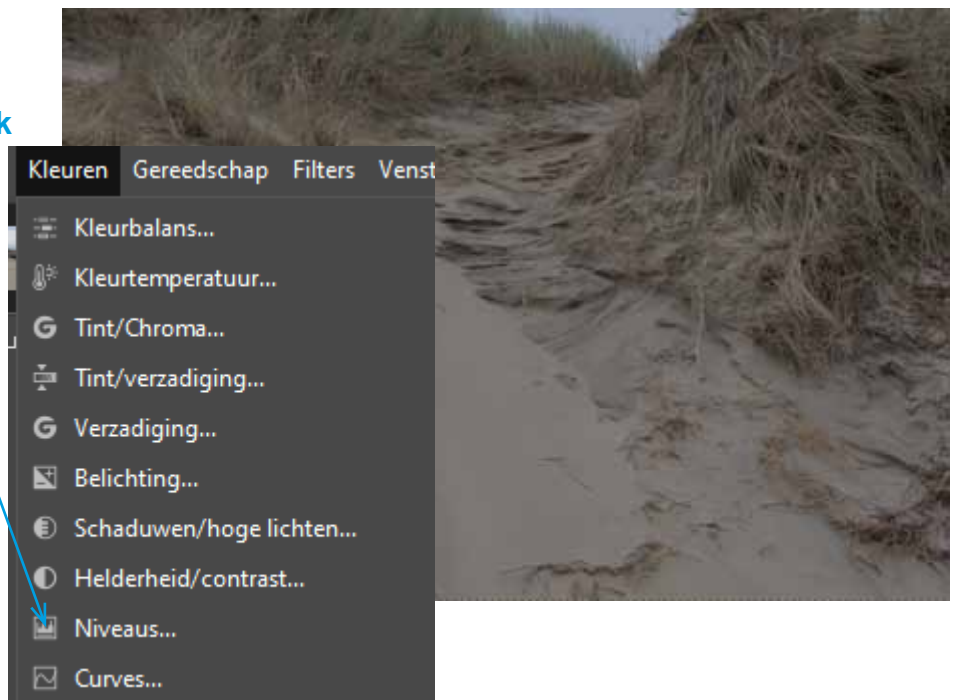 k
Kleuren Gereedschap Filters Venst
Kleurbalans...
Kleurtemperatuur...
Tint/Chroma...
Tint/verzadiging...
Verzadiging...
Belichting...
Schaduwen/hoge lichten...
Helderheid/contrast...
Niveaus...
Curves...